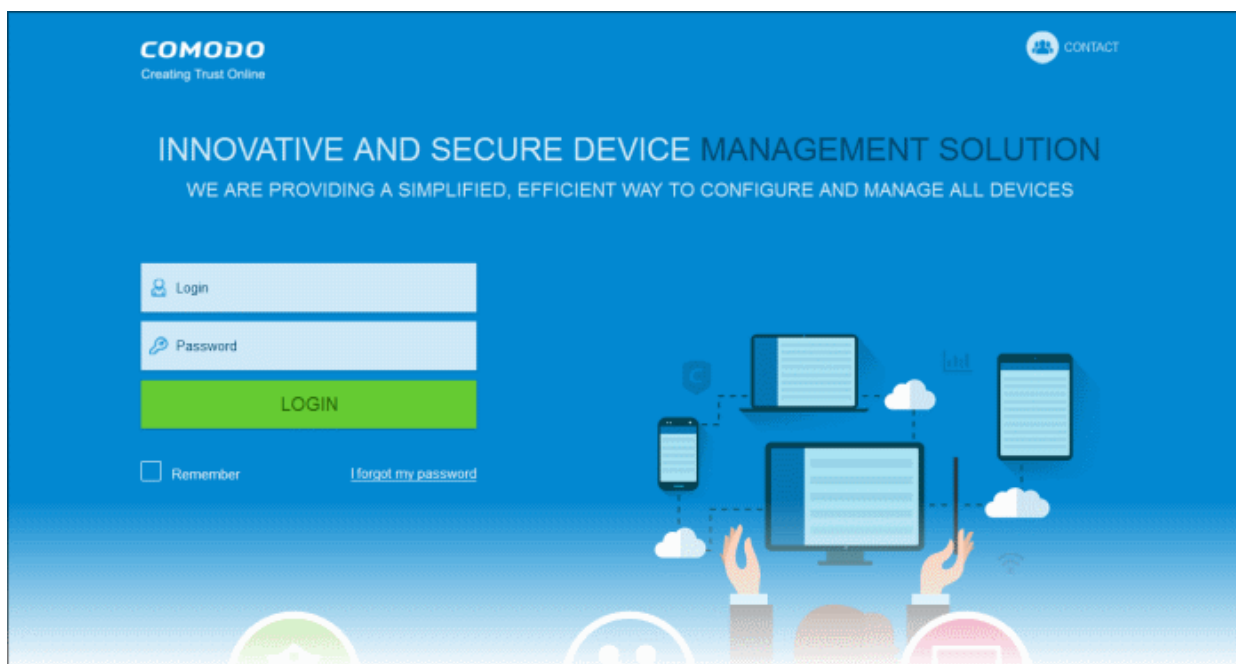 COMODO
Creating Trust Online
CONTACT
INNOVATIVE AND SECURE DEVICE MANAGEMENT SOLUTION
WE ARE PROVIDING A SIMPLIFIED, EFFICIENT WAY TO CONFIGURE AND MANAGE ALL DEVICES
Login
Password
LOGIN
Remember
I forgot my password